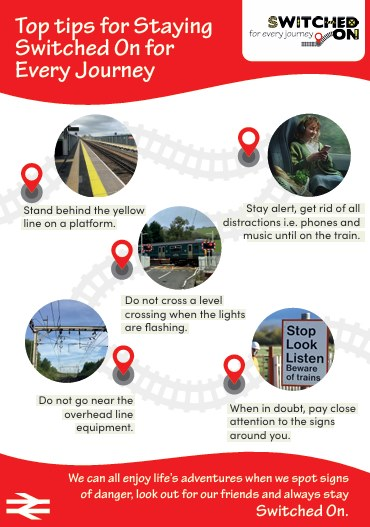 Top tips for Staying
Switched On for
Every Journey
SWITCHED
for every journey
ON
Stand behind the yellow
line on a platform.
Stay alert, get rid of all
distractions i.e. phones and
music until on the train.
Do not cross a level
crossing when the lights
are flashing.
Do not go near the
overhead line
equipment.
Stop
Look
Listen
Beware
of trains
When in doubt, pay close
attention to the signs
around you.
We can all enjoy life's adventures when we spot signs
of danger, look out for our friends and always stay
Switched On.